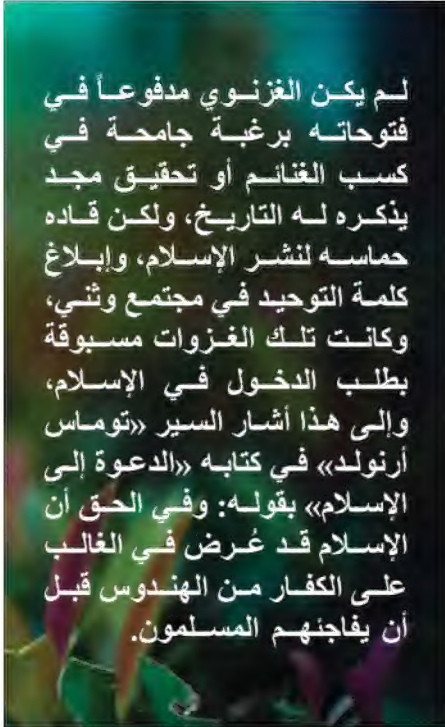 لم يكن الغزنوي مدفوعاً في
فتوحاته برغبة جامحة في
كسب الغنائم أو تحقيق مجد
يذكره له التاريخ، ولكن قاده
حماسه لنشر الإسلام، وإبلاغ
كلمة التوحيد في مجتمع وثني،
وكانت تلك الغزوات مسبوقة
بطلب الدخول في الإسلام،
وإلى هذا أشار السير «توماس
أرنولد» في كتابه «الدعوة إلى
الإسلام» بقوله: وفي الحق أن
الإسلام قد عُرض في الغالب
على الكفار من الهندوس قبل
أن يفاجئهم المسلمون.